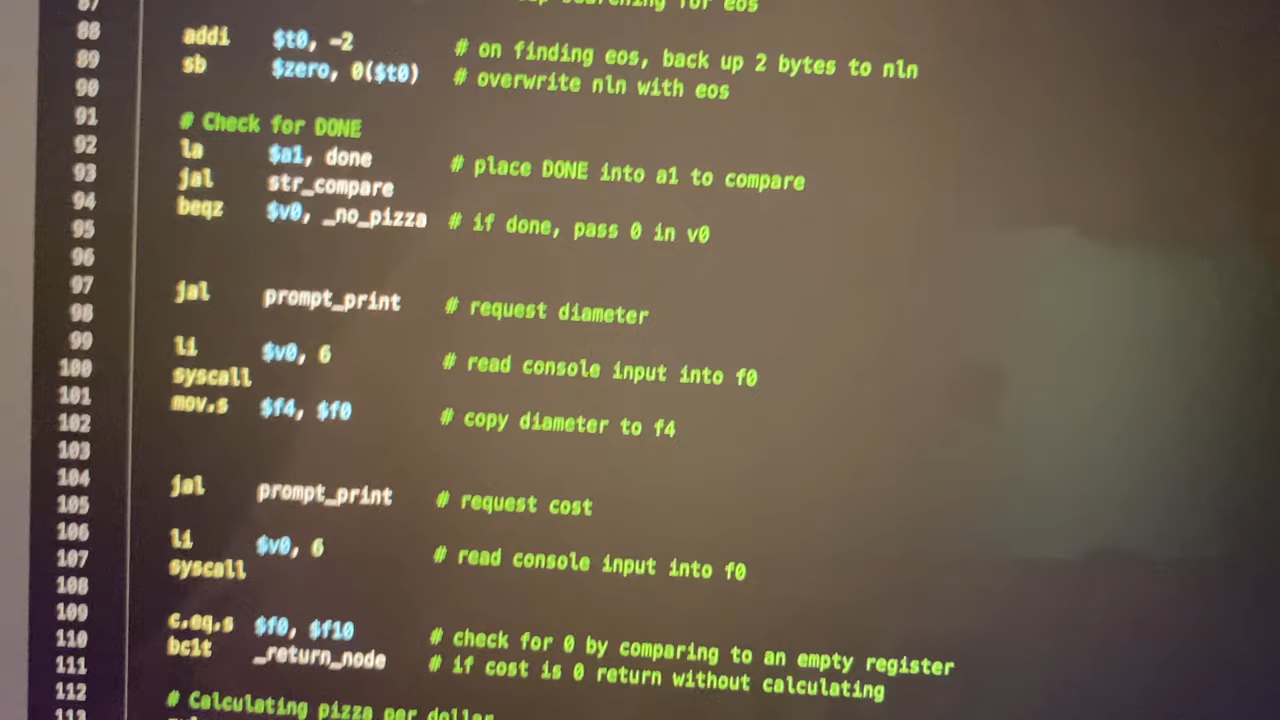 87 searching for eos
88
89 addi $t0, -2 # on finding eos, back up 2 bytes to nln
90 sb $zero, 0($t0) # overwrite nln with eos
91
92 # Check for DONE
93 la $a1, done # place DONE into a1 to compare
94 jal str_compare
95 beqz $v0, _no_pizza # if done, pass 0 in v0
96
97
98 jal prompt_print # request diameter
99
100 li $v0, 6 # read console input into f0
101 syscall
102 mov.s $f4, $f0 # copy diameter to f4
103
104
105 jal prompt_print # request cost
106
107 li $v0, 6 # read console input into f0
108 syscall
109
110 c.eq.s $f0, $f10 # check for 0 by comparing to an empty register
111 bc1t _return_node # if cost is 0 return without calculating
112
113 # Calculating pizza per dollar